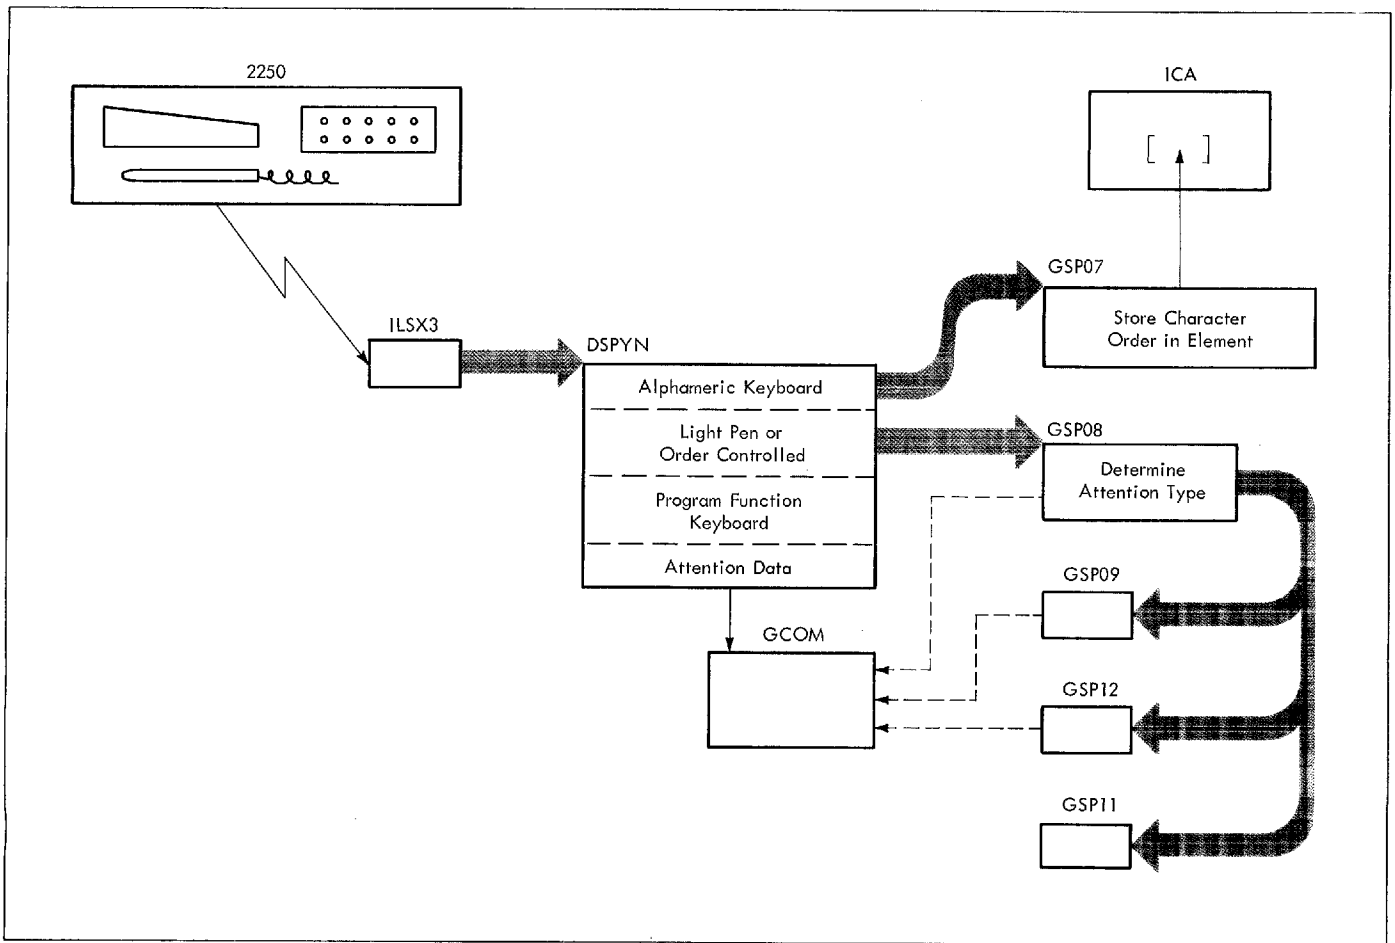 2250
ICA
[ ]
GSP07
Store Character
Order in Element
ILSX3
DSPYN
Alphameric Keyboard
Light Pen or
Order Controlled
Program Function
Keyboard
Attention Data
GSP08
Determine
Attention Type
GSP09
GCOM
GSP12
GSP11